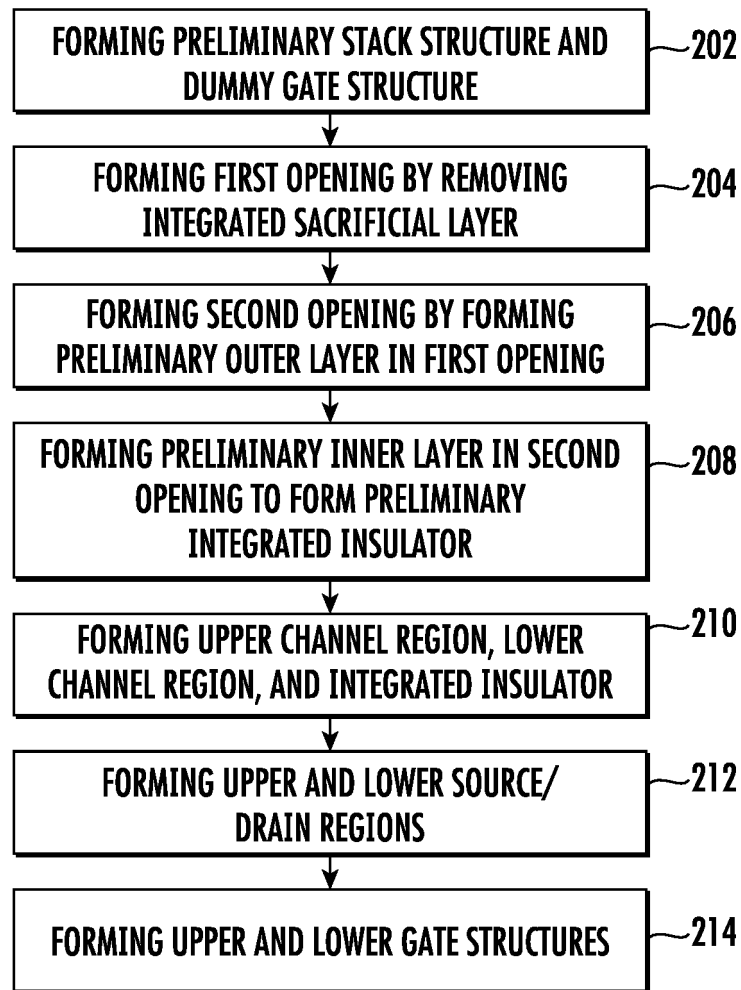 FORMING PRELIMINARY STACK STRUCTURE AND
DUMMY GATE STRUCTURE
202
FORMING FIRST OPENING BY REMOVING
INTEGRATED SACRIFICIAL LAYER
204
FORMING SECOND OPENING BY FORMING
PRELIMINARY OUTER LAYER IN FIRST OPENING
206
FORMING PRELIMINARY INNER LAYER IN SECOND
OPENING TO FORM PRELIMINARY
INTEGRATED INSULATOR
208
FORMING UPPER CHANNEL REGION, LOWER
CHANNEL REGION, AND INTEGRATED INSULATOR
210
FORMING UPPER AND LOWER SOURCE/
DRAIN REGIONS
212
FORMING UPPER AND LOWER GATE STRUCTURES
214